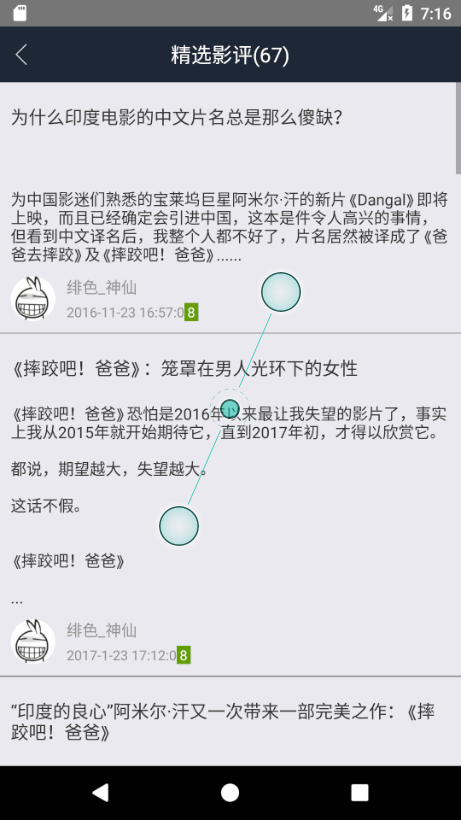 4G
7:16
精选影评(67)
为什么印度电影的中文片名总是那么傻缺？
为中国影迷们熟悉的宝莱坞巨星阿米尔·汗的新片《Dangal》即将
上映，而且已经确定会引进中国，这本是件令人高兴的事情，
但看到中文译名后，我整个人都不好了，片名居然被译成了《爸
爸去摔跤》及《摔跤吧！爸爸》......
绯色_神仙
2016-11-23 16:57:08
《摔跤吧！爸爸》：笼罩在男人光环下的女性
《摔跤吧！爸爸》恐怕是2016年以来最让我失望的影片了，事实
上我从2015年就开始期待它，直到2017年初，才得以欣赏它。
都说，期望越大，失望越大。
这话不假。
《摔跤吧！爸爸》
...
绯色_神仙
2017-1-23 17:12:08
“印度的良心”阿米尔·汗又一次带来一部完美之作：《摔
跤吧！爸爸》